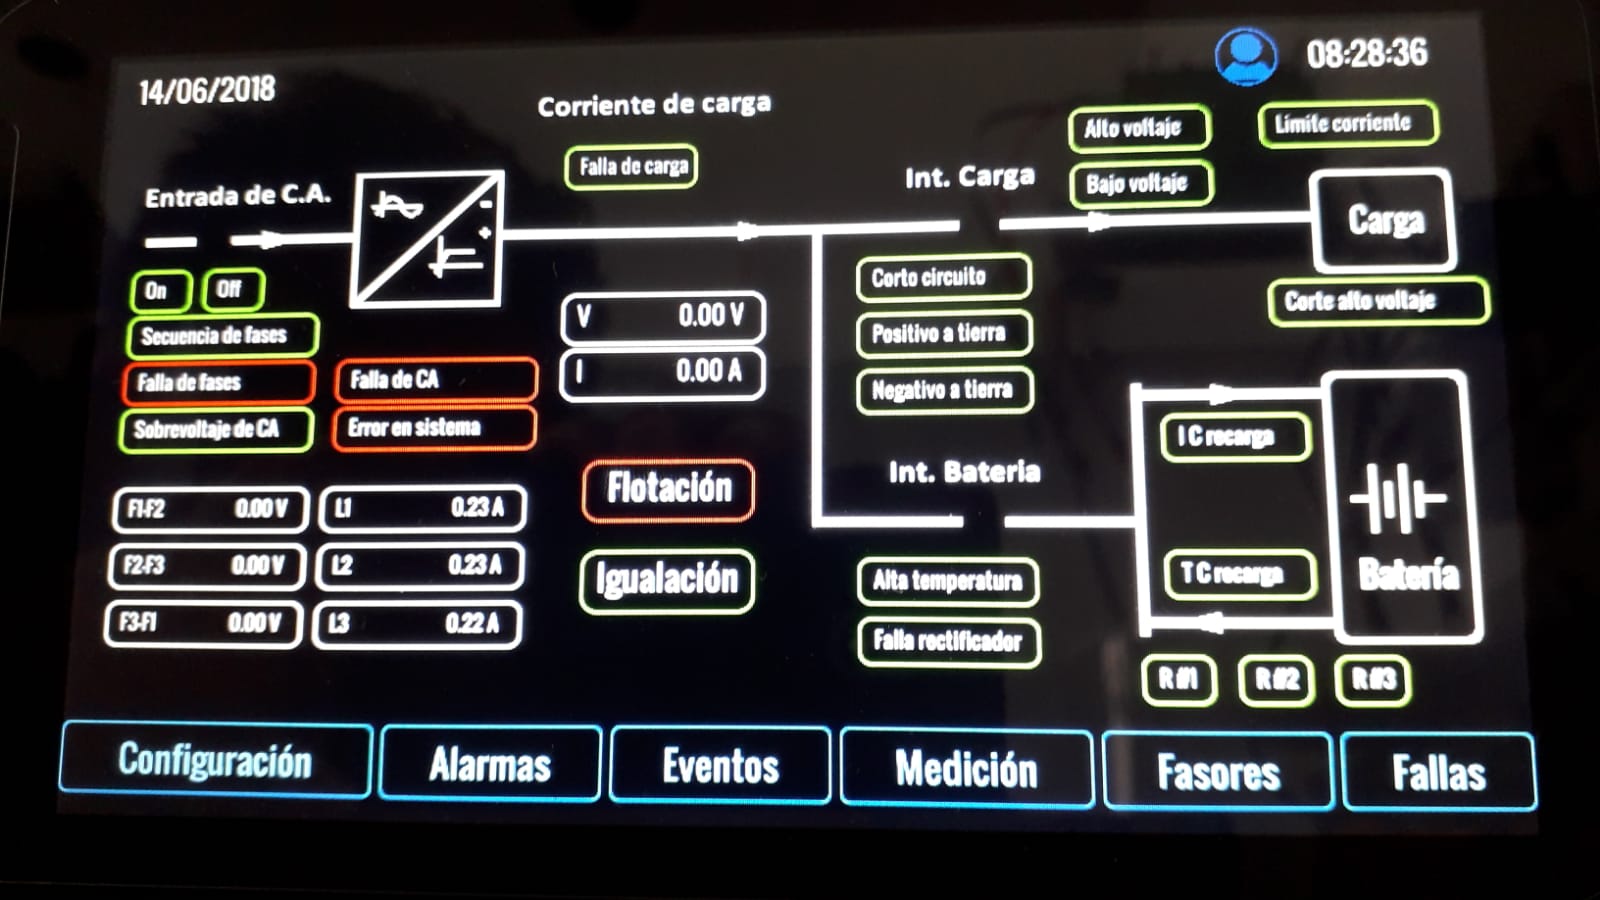 14/06/2018
08:28:36
Corriente de carga
Alto voltaje
Limite corriente
Falla de carga
Entrada de C.A.
Int. Carga
Bajo voltaje
- +
Carga
On
Off
Corto circuito
Corte alto voltaje
Secuencia de fases
V 0.00 V
Positivo a tierra
Falla de fases
Falla de CA
I 0.00 A
Negativo a tierra
Sobrevoltaje de CA
Error en sistema
I C recarga
Int. Bateria
Flotación
F1-F2 0.00 V
L1 0.23 A
F2-F3 0.00 V
L2 0.23 A
Igualación
Alta temperatura
T C recarga
Batería
F3-F1 0.00 V
L3 0.22 A
Falla rectificador
R#1
R#2
R#3
Configuración
Alarmas
Eventos
Medición
Fasores
Fallas